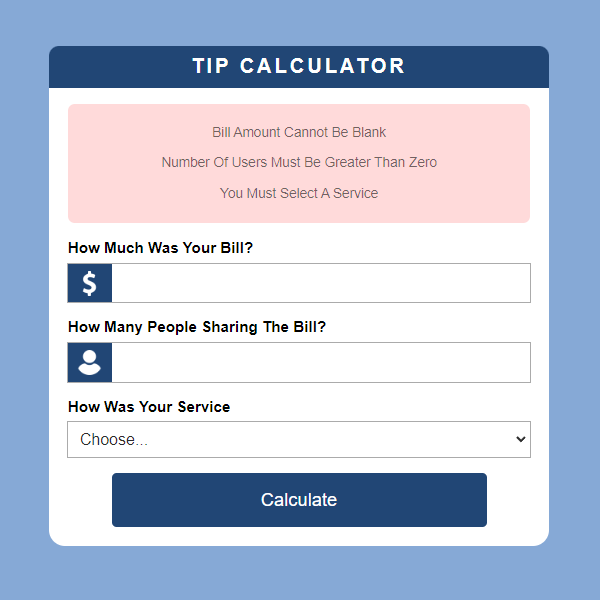 TIP CALCULATOR
Bill Amount Cannot Be Blank
Number Of Users Must Be Greater Than Zero
You Must Select A Service
How Much Was Your Bill?
$
How Many People Sharing The Bill?
How Was Your Service
Choose...
Calculate